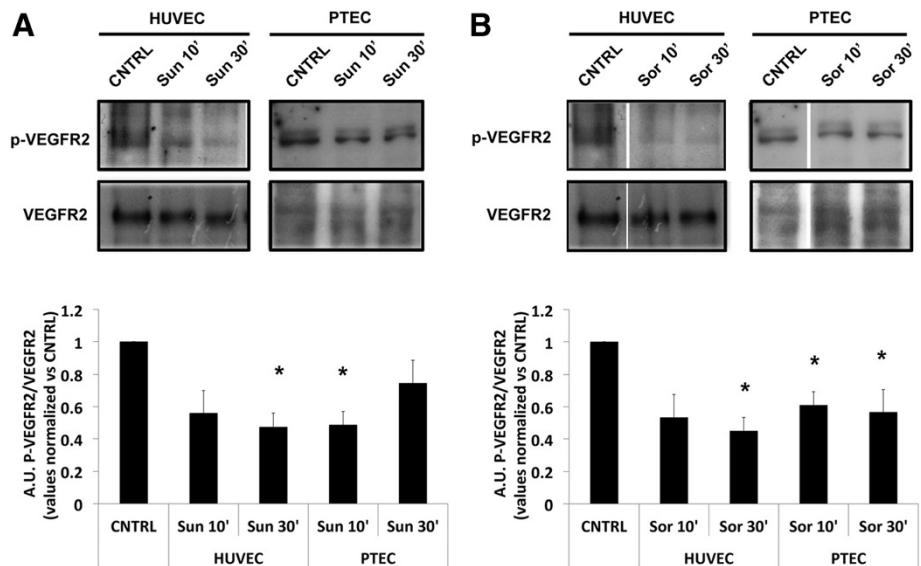 A
HUVEC PTEC
CNTRL Sun 10' Sun 30' CNTRL Sun 10' Sun 30'
p-VEGFR2
VEGFR2
A.U. P-VEGFR2/VEGFR2
(values normalized vs CNTRL)
1.2
1
0.8
0.6
0.4
0.2
0
* *
CNTRL Sun 10' Sun 30' Sun 10' Sun 30'
HUVEC PTEC
B
HUVEC PTEC
CNTRL Sor 10' Sor 30' CNTRL Sor 10' Sor 30'
p-VEGFR2
VEGFR2
A.U. P-VEGFR2/VEGFR2
(values normalized vs CNTRL)
1.2
1
0.8
0.6
0.4
0.2
0
* * *
CNTRL Sor 10' Sor 30' Sor 10' Sor 30'
HUVEC PTEC